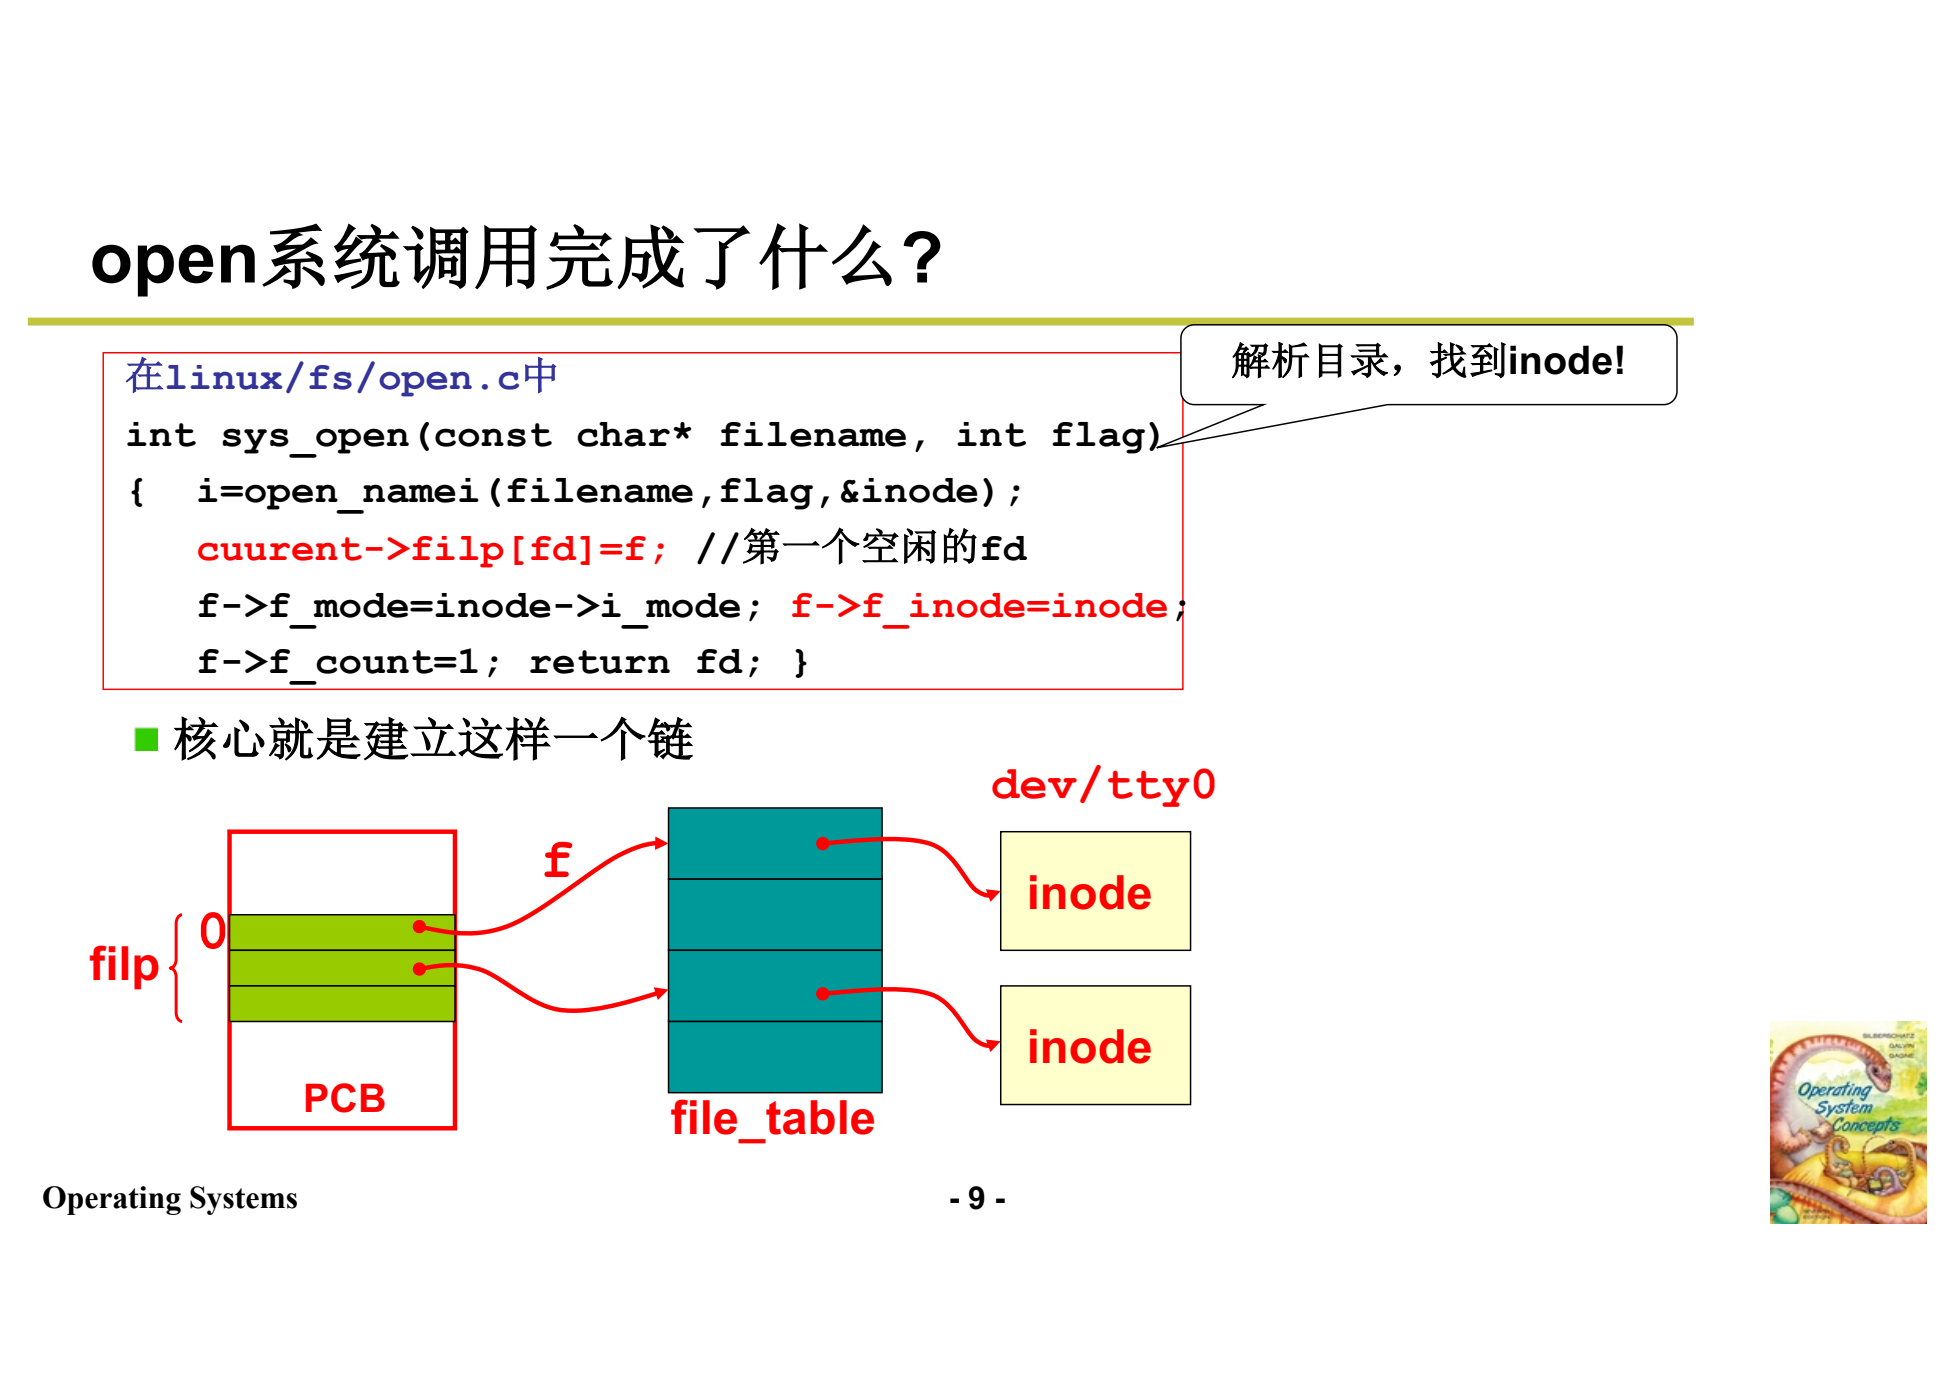 open系统调用完成了什么?
解析目录，找到inode!
在linux/fs/open.c中
int sys_open(const char* filename, int flag)
{  i=open_namei(filename,flag,&inode);
cuurent->filp[fd]=f; //第一个空闲的fd
f->f_mode=inode->i_mode; f->f_inode=inode;
f->f_count=1; return fd; }
核心就是建立这样一个链
dev/tty0
f
inode
0
filp
inode
PCB
file_table
SILBERSCHATZ
GALVIN
GAGNE
Operating
System
Concepts
Operating Systems
- 9 -